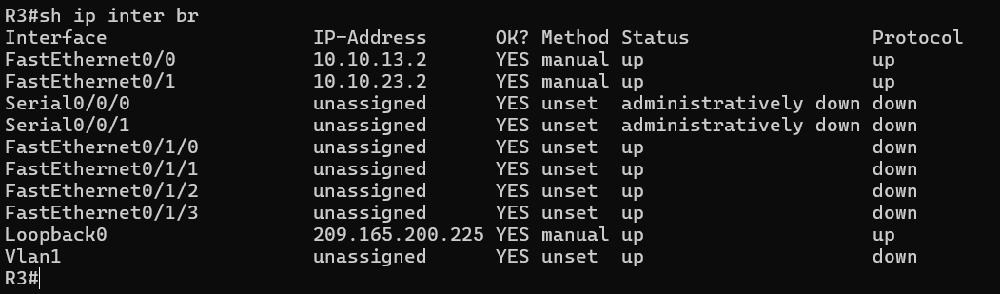 R3#sh ip inter br
Interface                  IP-Address      OK? Method Status                Protocol
FastEthernet0/0            10.10.13.2      YES manual up                    up
FastEthernet0/1            10.10.23.2      YES manual up                    up
Serial0/0/0                unassigned      YES unset  administratively down down
Serial0/0/1                unassigned      YES unset  administratively down down
FastEthernet0/1/0          unassigned      YES unset  up                    down
FastEthernet0/1/1          unassigned      YES unset  up                    down
FastEthernet0/1/2          unassigned      YES unset  up                    down
FastEthernet0/1/3          unassigned      YES unset  up                    down
Loopback0                  209.165.200.225 YES manual up                    up
Vlan1                      unassigned      YES unset  up                    down
R3#